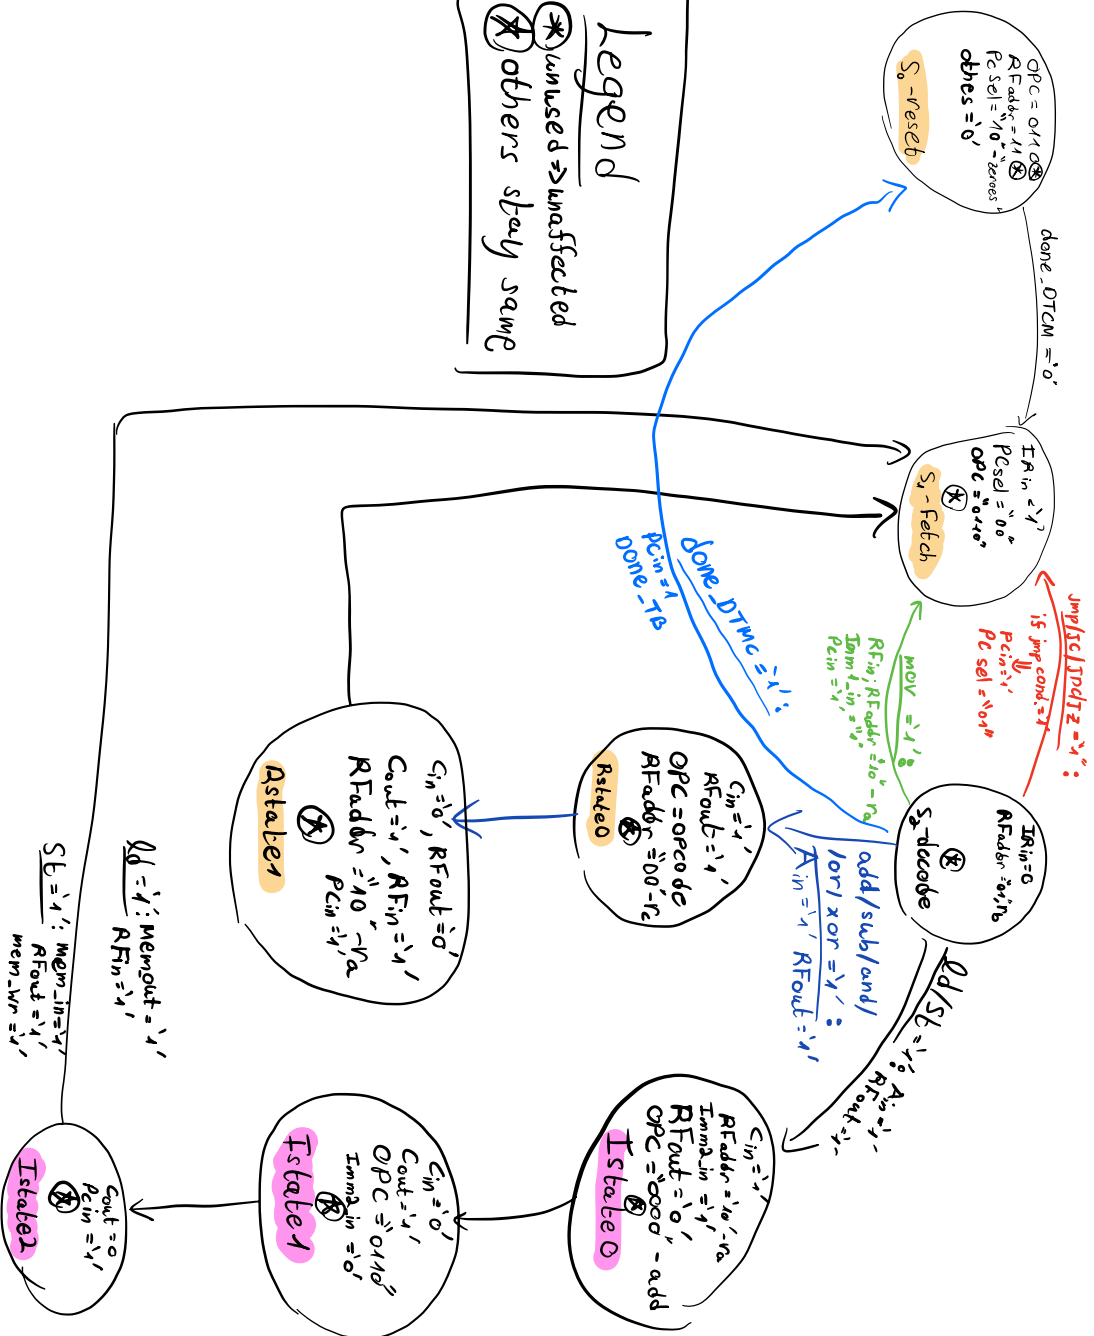 OPC = 0110 ⊛
RFaddr = 11 ⊛
PCsel = "10" - zeroes
othes = '0'
S0 - reset
done_DTCM = '0'
IRin = '1'
PCsel = "00"
OPC = "0110"
S1 - Fetch
jmp/jc/jnc/jz = '1':
if jmp cond. = '1'
⇓
PCin = '1'
PCsel = "01"
mov = '1':
RFin; RFaddr = "10" - ra
Imm1_in = "1"
PCin = '1'
IRin = 0
RFaddr = "01", rb
S2 - decode
done_DTMC = '1':
PCin = 1
DONE_TB
add/sub/and/
/or/xor = '1':
Ain = '1' RFout = '1'
ld/st = '1': Ain = '1'
RFout = '1'
Cin = '1'
RFout = '1'
OPC = OPCODE
RFaddr = "00" - rc
Rstate0
Cin = '0', RFout = '0'
Cout = '1', RFin = '1'
RFaddr = "10" - ra
PCin = '1'
Rstate1
Cin = '1'
RFaddr = '10' - ra
Imm2_in = '1'
RFout = '0'
OPC = "0000" - add
Istate0
Cin = '0'
Cout = '1'
OPC = "0110"
Imm2_in = '0'
Istate1
Cout = 0
PCin = '1'
Istate2
ld = '1': Memout = '1'
RFin = '1'
St = '1': mem_in = '1'
RFout = '1'
mem_wr = '1'
Legend
⊛ unused => unaffected
⊛ others stay same